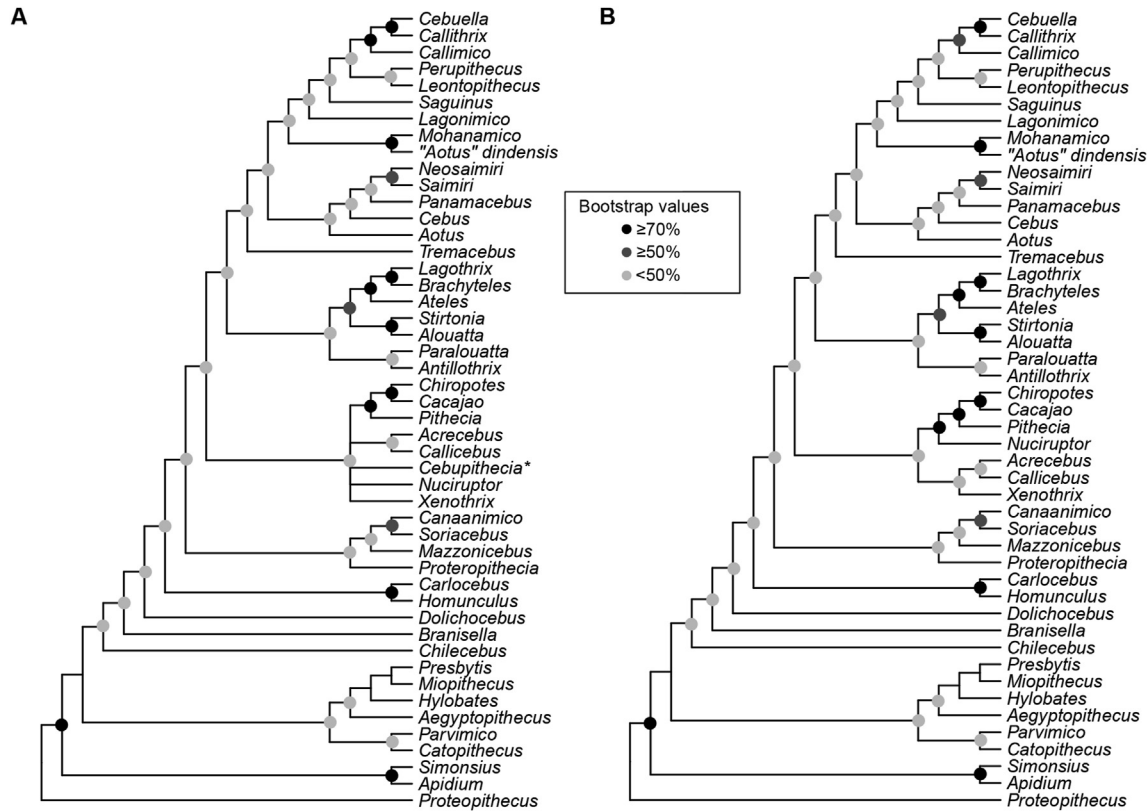 A
Cebuella
Callithrix
Callimico
Perupithecus
Leontopithecus
Saguinus
Lagonimico
Mohanamico
"Aotus" dindensis
Neosaimiri
Saimiri
Panamacebus
Cebus
Aotus
Tremacebus
Lagothrix
Brachyteles
Ateles
Stirtonia
Alouatta
Paralouatta
Antillothrix
Chiropotes
Cacajao
Pithecia
Acrecebus
Callicebus
Cebupithecia*
Nuciruptor
Xenothrix
Canaanimico
Soriacebus
Mazzonicebus
Proteropithecia
Carlocebus
Homunculus
Dolichocebus
Branisella
Chilecebus
Presbytis
Miopithecus
Hylobates
Aegyptopithecus
Parvimico
Catopithecus
Simonsius
Apidium
Proteopithecus
Bootstrap values
≥70%
≥50%
<50%
B
Cebuella
Callithrix
Callimico
Perupithecus
Leontopithecus
Saguinus
Lagonimico
Mohanamico
"Aotus" dindensis
Neosaimiri
Saimiri
Panamacebus
Cebus
Aotus
Tremacebus
Lagothrix
Brachyteles
Ateles
Stirtonia
Alouatta
Paralouatta
Antillothrix
Chiropotes
Cacajao
Pithecia
Nuciruptor
Acrecebus
Callicebus
Xenothrix
Canaanimico
Soriacebus
Mazzonicebus
Proteropithecia
Carlocebus
Homunculus
Dolichocebus
Branisella
Chilecebus
Presbytis
Miopithecus
Hylobates
Aegyptopithecus
Parvimico
Catopithecus
Simonsius
Apidium
Proteopithecus